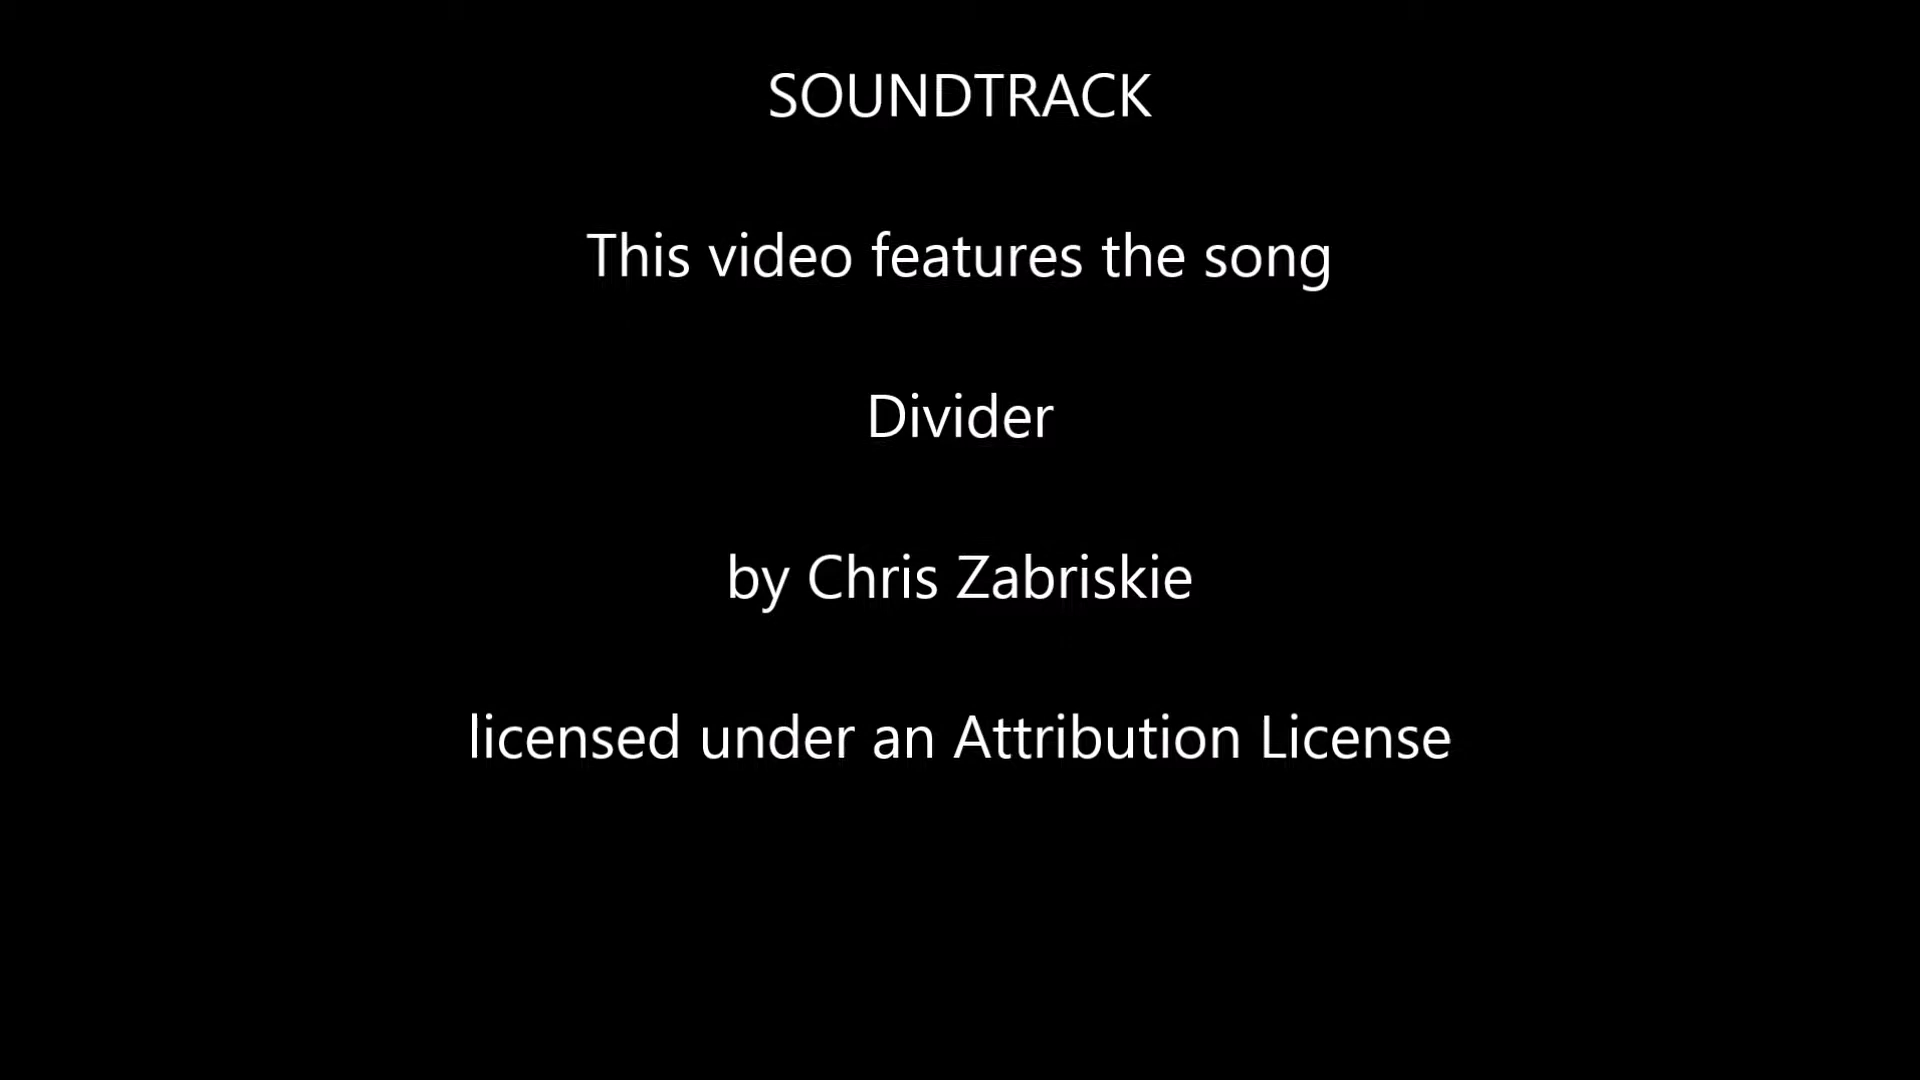 SOUNDTRACK
This video features the song
Divider
by Chris Zabriskie
licensed under an Attribution License